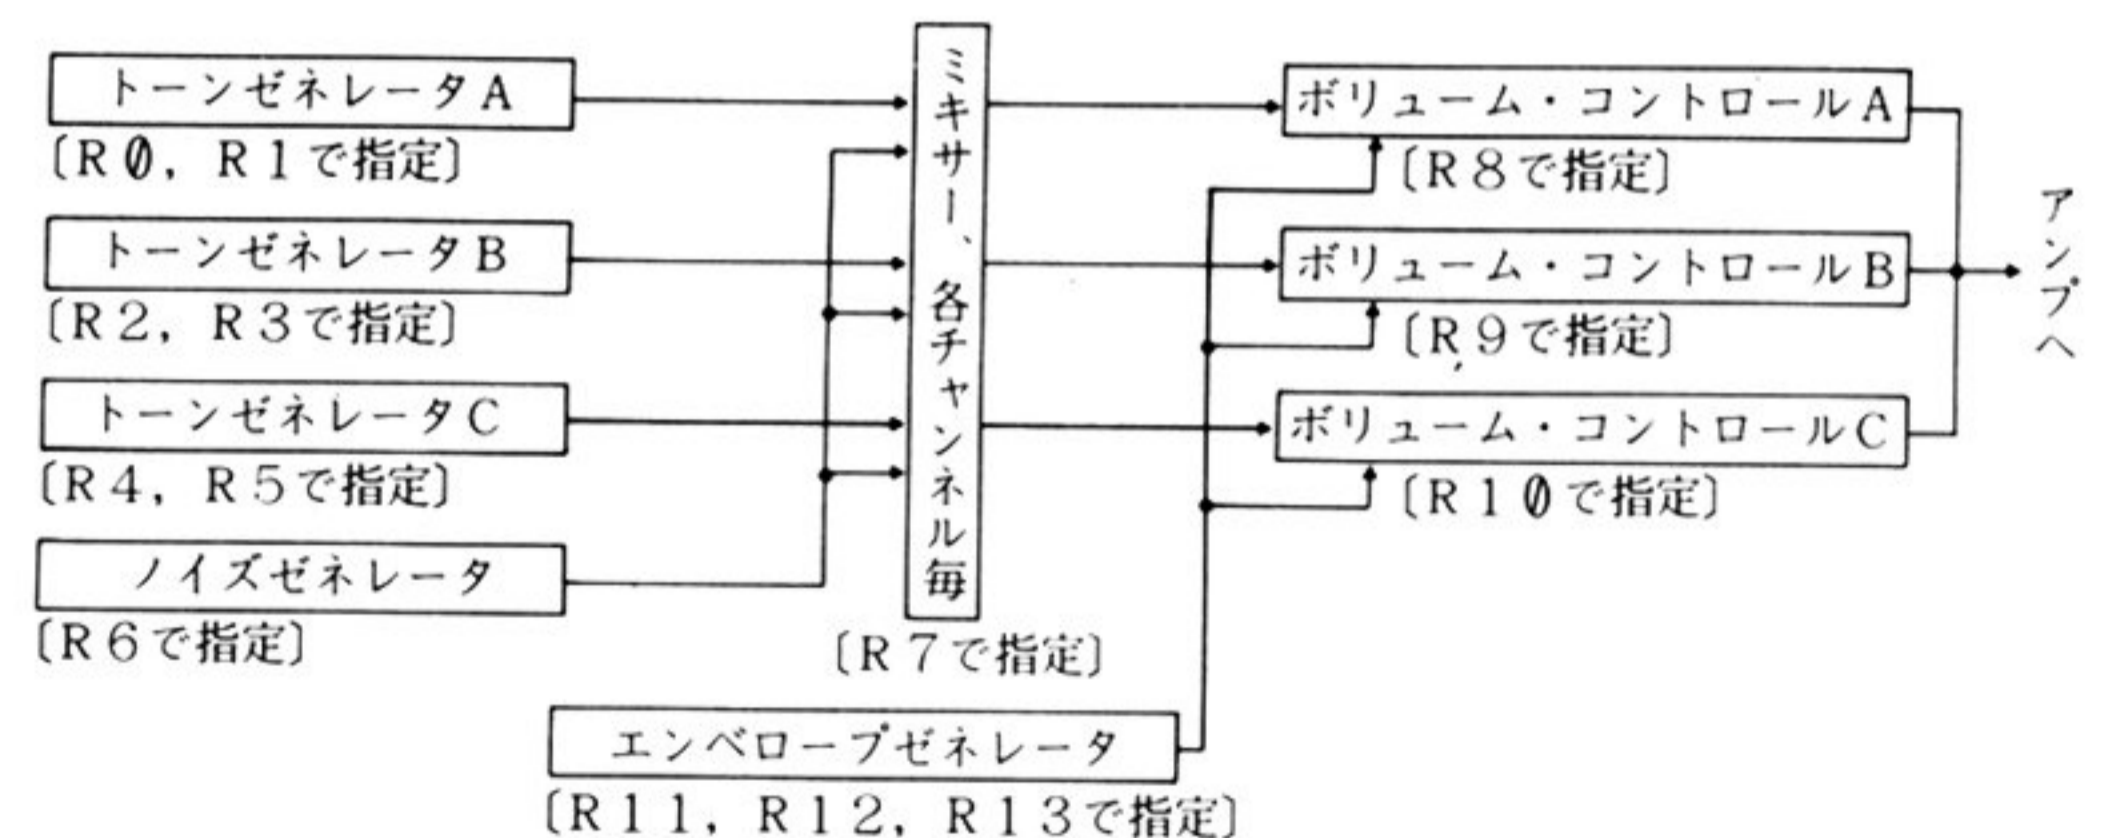 トーンゼネレータA
〔R0, R1で指定〕
トーンゼネレータB
〔R2, R3で指定〕
トーンゼネレータC
〔R4, R5で指定〕
ノイズゼネレータ
〔R6で指定〕
ミキサー、各チャンネル毎
〔R7で指定〕
エンベロープゼネレータ
〔R11, R12, R13で指定〕
ボリューム・コントロールA
〔R8で指定〕
ボリューム・コントロールB
〔R9で指定〕
ボリューム・コントロールC
〔R10で指定〕
アンプへ